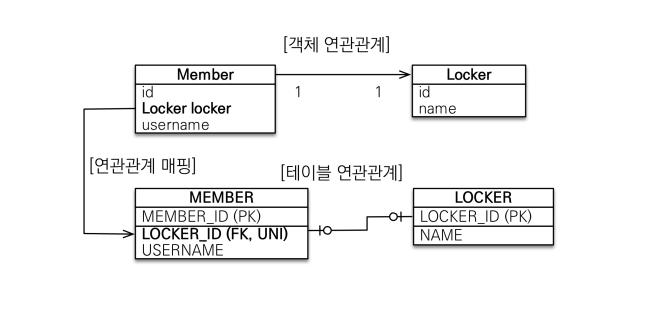 [객체 연관관계]
Member
Locker
id
Locker locker
username
1
1
id
name
[연관관계 매핑]
[테이블 연관관계]
MEMBER
MEMBER_ID (PK)
LOCKER_ID (FK, UNI)
USERNAME
LOCKER
LOCKER_ID (PK)
NAME